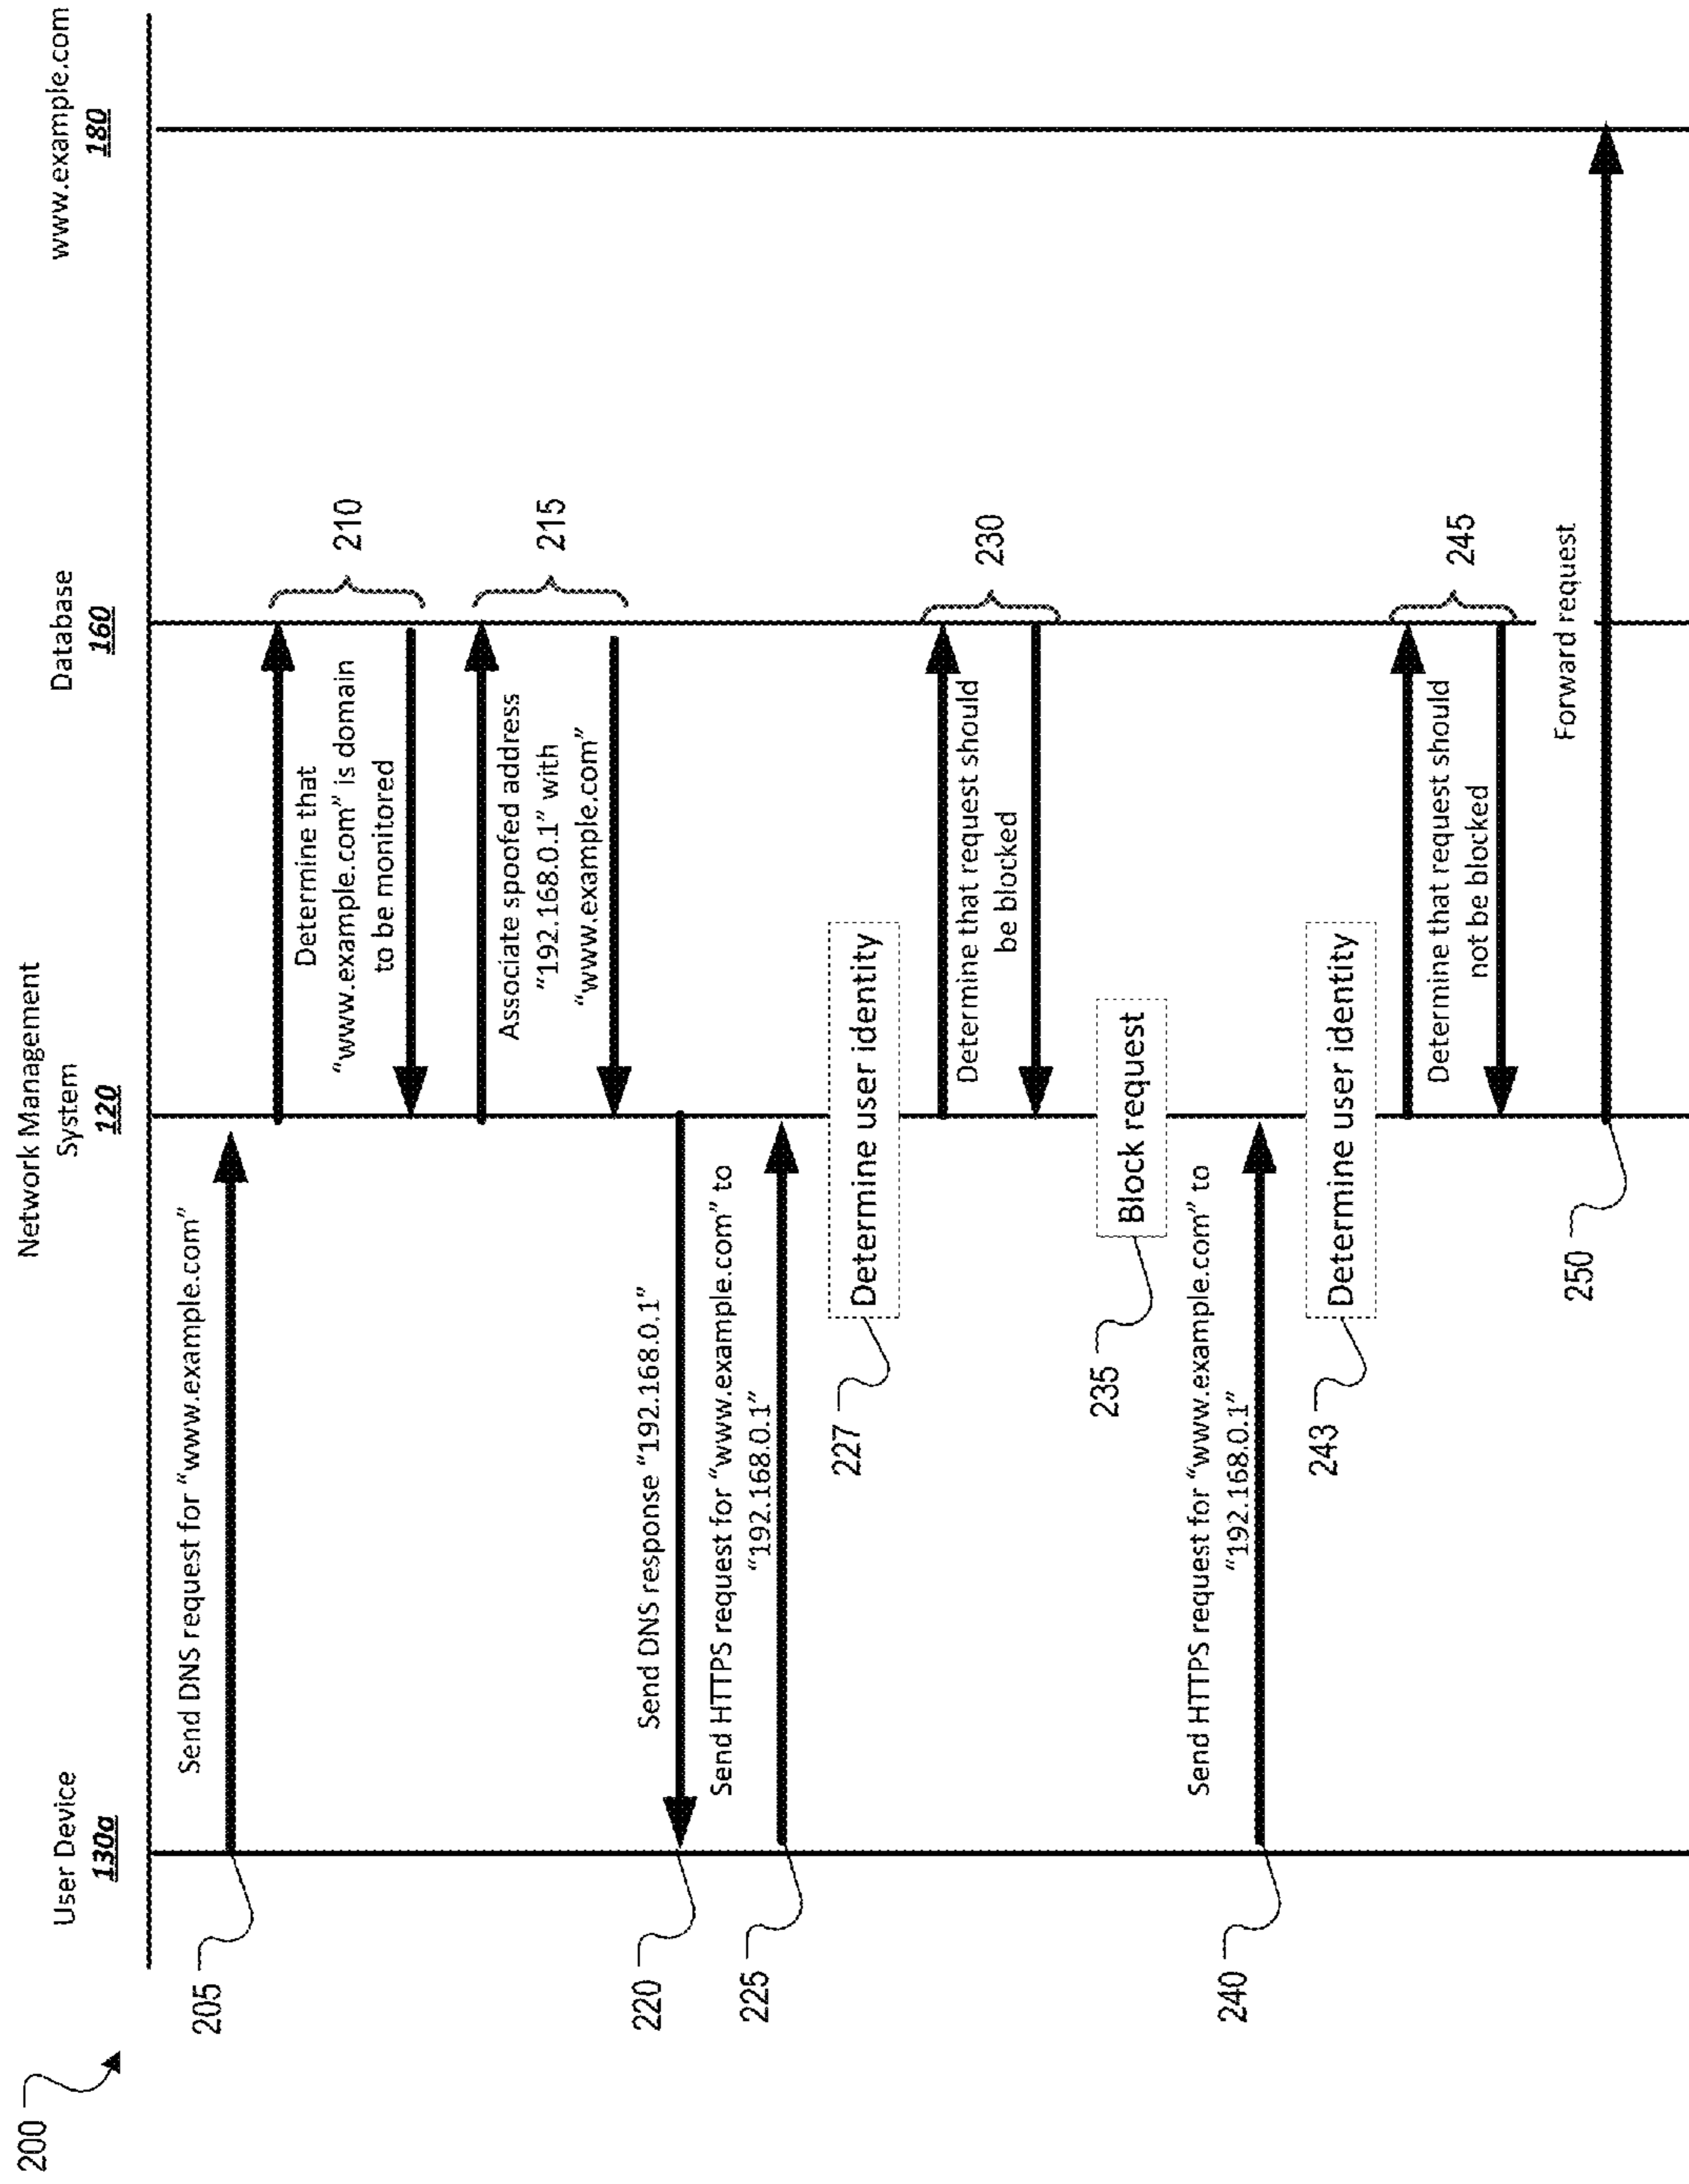 200
User Device
130a
Network Management
System
120
Database
160
www.example.com
180
205
Send DNS request for “www.example.com”
Determine that
“www.example.com” is domain
to be monitored
210
Associate spoofed address
“192.168.0.1” with
“www.example.com”
215
220
Send DNS response “192.168.0.1”
225
Send HTTPS request for “www.example.com” to
“192.168.0.1”
227
Determine user identity
Determine that request should
be blocked
230
235
Block request
240
Send HTTPS request for “www.example.com” to
“192.168.0.1”
243
Determine user identity
Determine that request should
not be blocked
245
250
Forward request